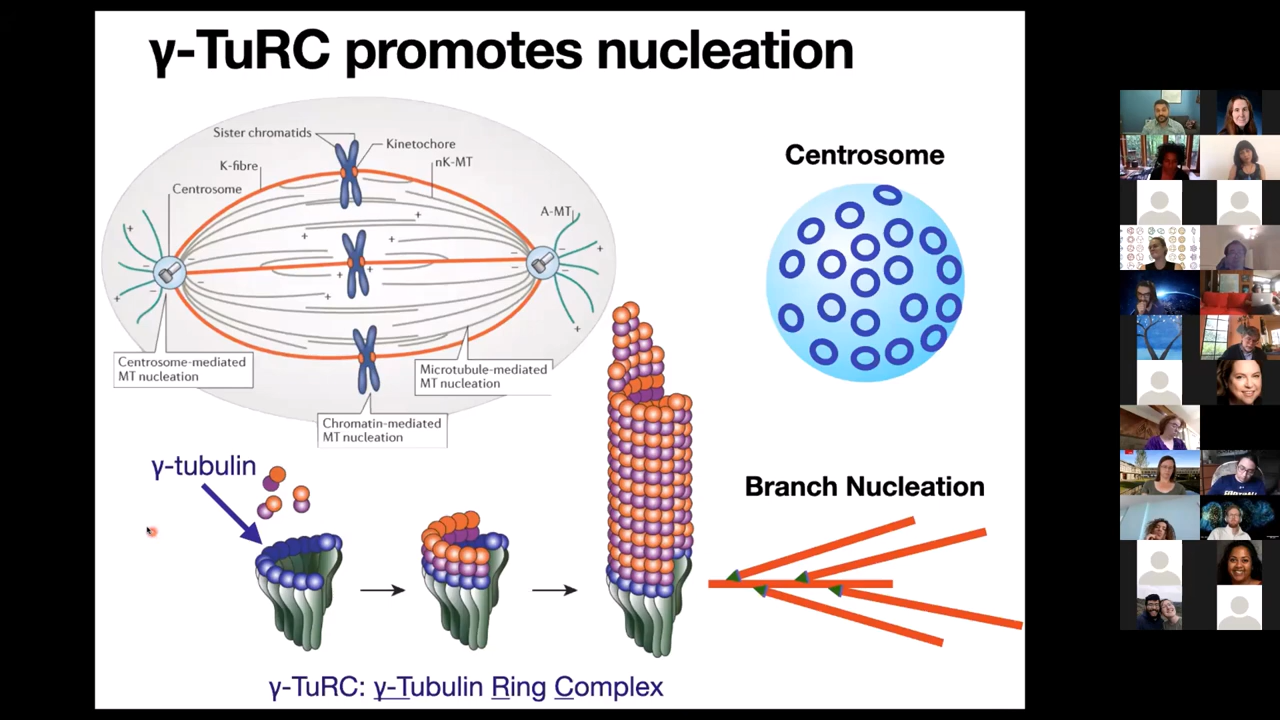 γ-TuRC promotes nucleation
Sister chromatids
Kinetochore
K-fibre
nK-MT
Centrosome
A-MT
+
+
+
+
+
+
+
+
+
+
−
−
−
−
Centrosome-mediated
MT nucleation
Microtubule-mediated
MT nucleation
Chromatin-mediated
MT nucleation
Centrosome
γ-tubulin
Branch Nucleation
γ-TuRC: γ-Tubulin Ring Complex